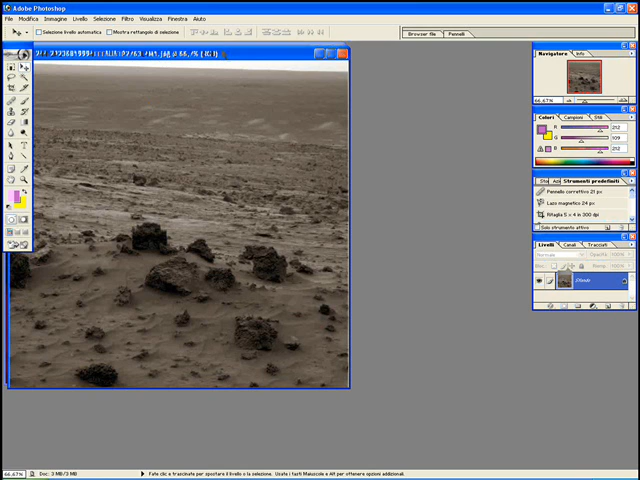 Adobe Photoshop
File Modifica Immagine Livello Selezione Filtro Visualizza Finestra Aiuto
Selezione livello automatica Mostra rettangolo di selezione
Browser file Pennelli
Navigatore Info
66.67%
Colori Campioni Stili
R 212
G 109
B 212
Strumenti predefiniti
Pennello correttivo 21 px
Lazo magnetico 24 px
Ritaglia 5 x 4 in 300 dpi
Solo strumento attivo
Livelli Canali Tracciati
Normale Opacità: 100%
Bloc.: Riemp.: 100%
Sfondo
66.67% Doc: 3 MB/3 MB Fate clic e trascinate per spostare il livello o la selezione. Usate i tasti Maiuscole e Alt per ottenere opzioni addizionali.